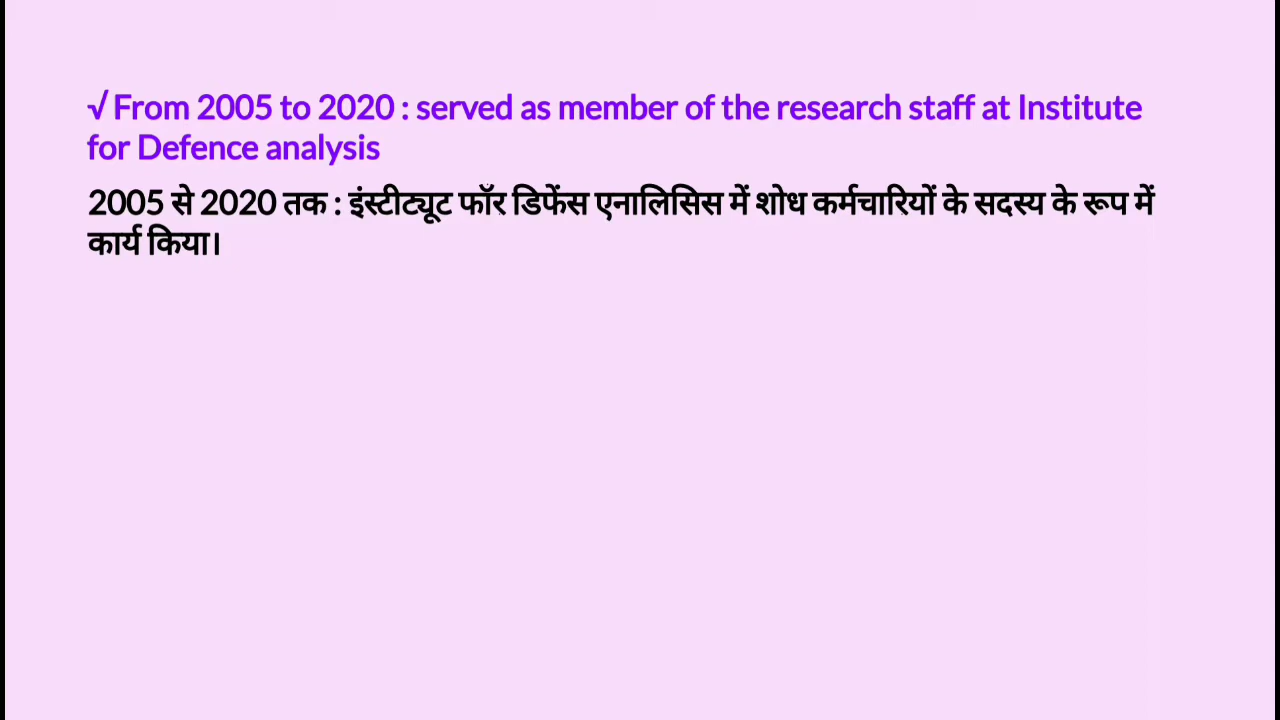 √ From 2005 to 2020 : served as member of the research staff at Institute
for Defence analysis
2005 से 2020 तक : इंस्टीट्यूट फॉर डिफेंस एनालिसिस में शोध कर्मचारियों के सदस्य के रूप में
कार्य किया।